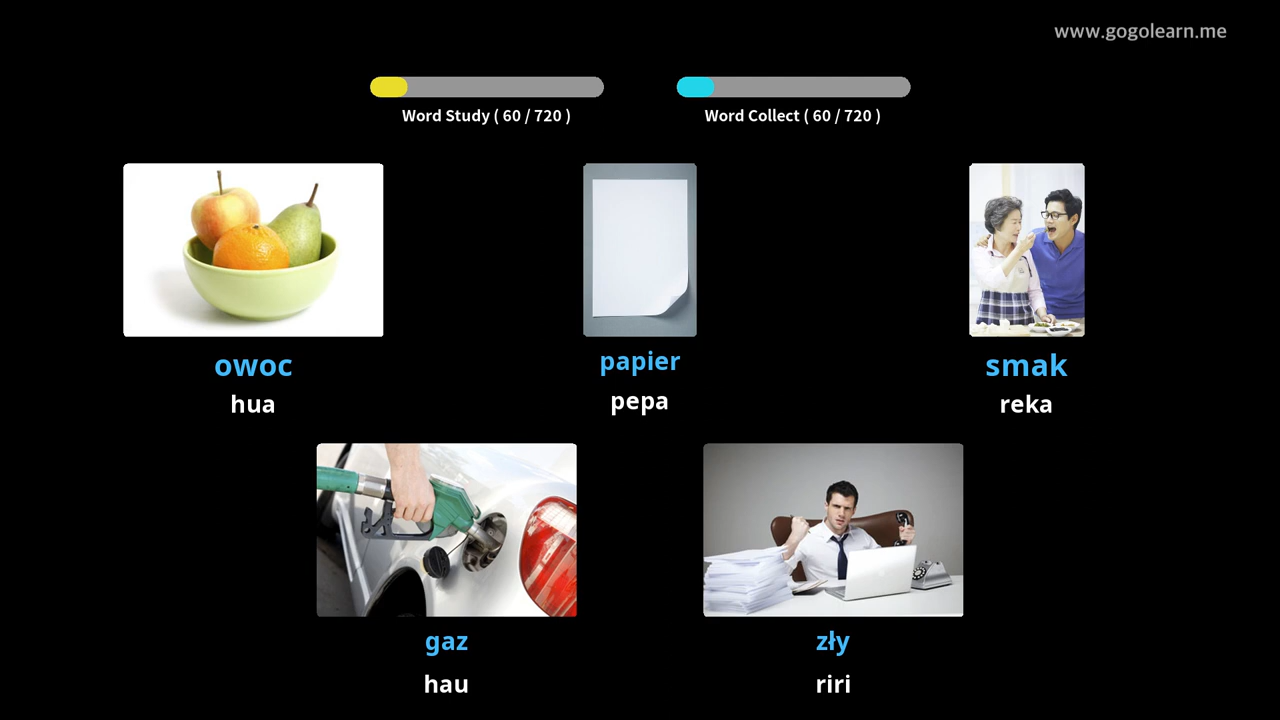 www.gogolearn.me
Word Study ( 60 / 720 )
Word Collect ( 60 / 720 )
owoc
hua
papier
pepa
smak
reka
gaz
hau
zły
riri